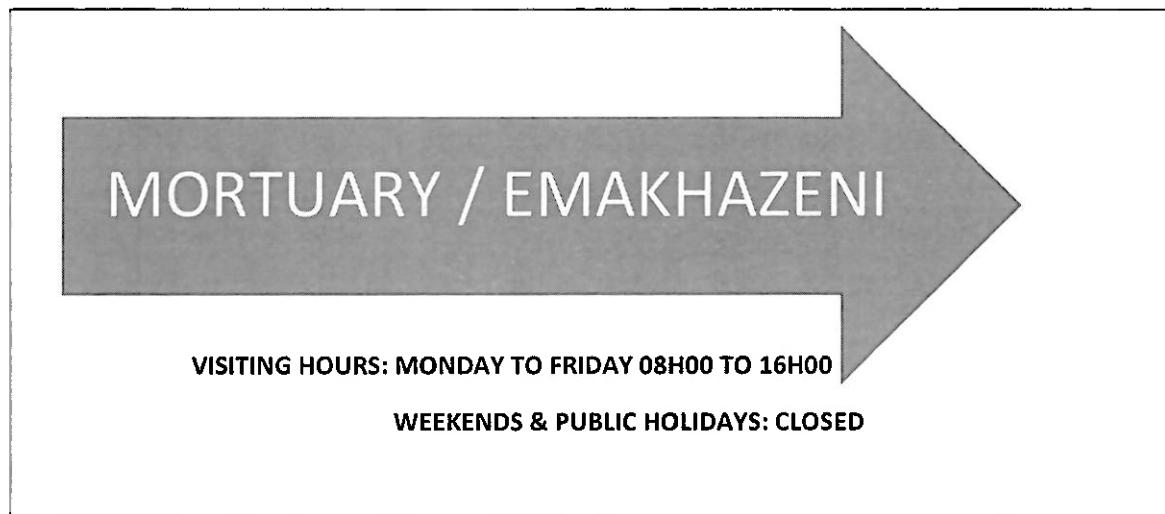 MORTUARY / EMAKHAZENI
VISITING HOURS: MONDAY TO FRIDAY 08H00 TO 16H00
WEEKENDS & PUBLIC HOLIDAYS: CLOSED